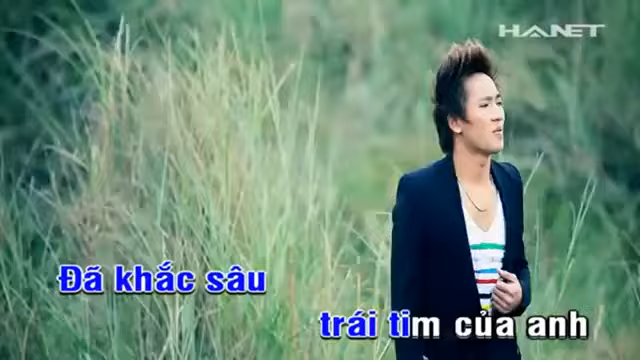 HANET
Đã khắc sâu
trái tim của anh